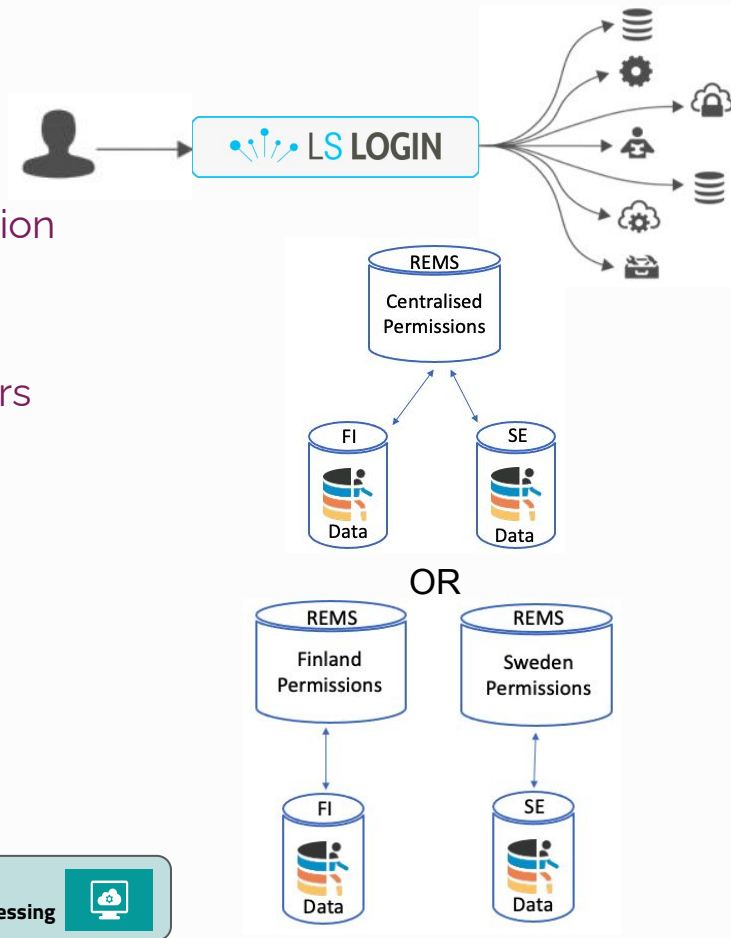 LS LOGIN
ion
REMS
Centralised
Permissions
rs
FI
SE
Data
Data
OR
REMS
REMS
Finland
Permissions
Sweden
Permissions
FI
SE
Data
Data
essing